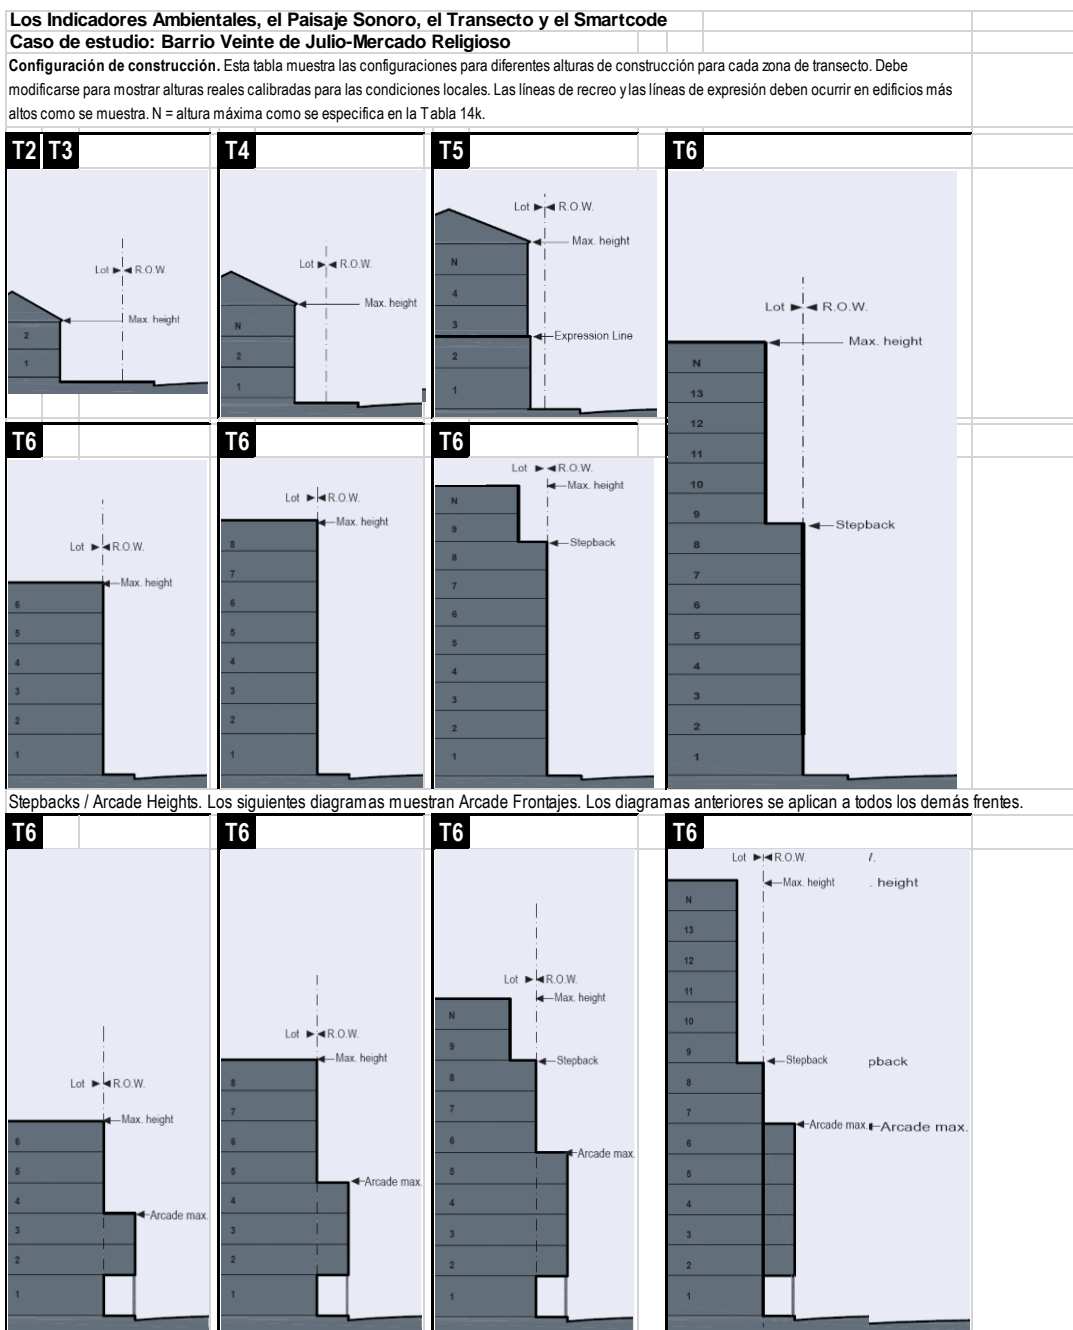 Los Indicadores Ambientales, el Paisaje Sonoro, el Transecto y el Smartcode
Caso de estudio: Barrio Veinte de Julio-Mercado Religioso
Configuración de construcción. Esta tabla muestra las configuraciones para diferentes alturas de construcción para cada zona de transecto. Debe
modificarse para mostrar alturas reales calibradas para las condiciones locales. Las líneas de recreo y las líneas de expresión deben ocurrir en edificios más
altos como se muestra. N = altura máxima como se especifica en la Tabla 14k.
T2 T3
Lot R.O.W.
Max. height
2
1
T4
Lot R.O.W.
Max. height
N
2
1
T5
Lot R.O.W.
Max. height
N
4
3
Expression Line
2
1
T6
Lot R.O.W.
Max. height
N
13
12
11
10
9
Stepback
8
7
6
5
4
3
2
1
T6
Lot R.O.W.
Max. height
6
5
4
3
2
1
T6
Lot R.O.W.
Max. height
8
7
6
5
4
3
2
1
T6
Lot R.O.W.
Max. height
N
9
Stepback
8
7
6
5
4
3
2
1
Stepbacks / Arcade Heights. Los siguientes diagramas muestran Arcade Frontajes. Los diagramas anteriores se aplican a todos los demás frentes.
T6
Lot R.O.W.
Max. height
6
5
4
Arcade max.
3
2
1
T6
Lot R.O.W.
Max. height
8
7
6
5
Arcade max.
4
3
2
1
T6
Lot R.O.W.
Max. height
N
9
Stepback
8
7
6
Arcade max.
5
4
3
2
1
T6
Lot R.O.W. /.
Max. height . height
N
13
12
11
10
9
Stepback pback
8
7
Arcade max. Arcade max.
6
5
4
3
2
1